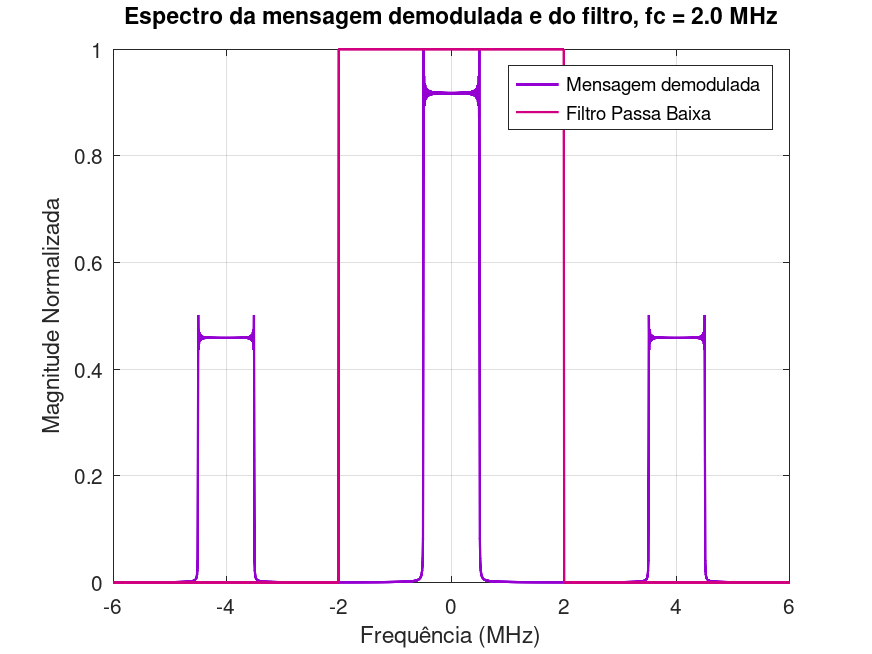 Espectro da mensagem demodulada e do filtro, fc = 2.0 MHz
Mensagem demodulada
Filtro Passa Baixa
Magnitude Normalizada
1
0.8
0.6
0.4
0.2
0
-6 -4 -2 0 2 4 6
Frequência (MHz)